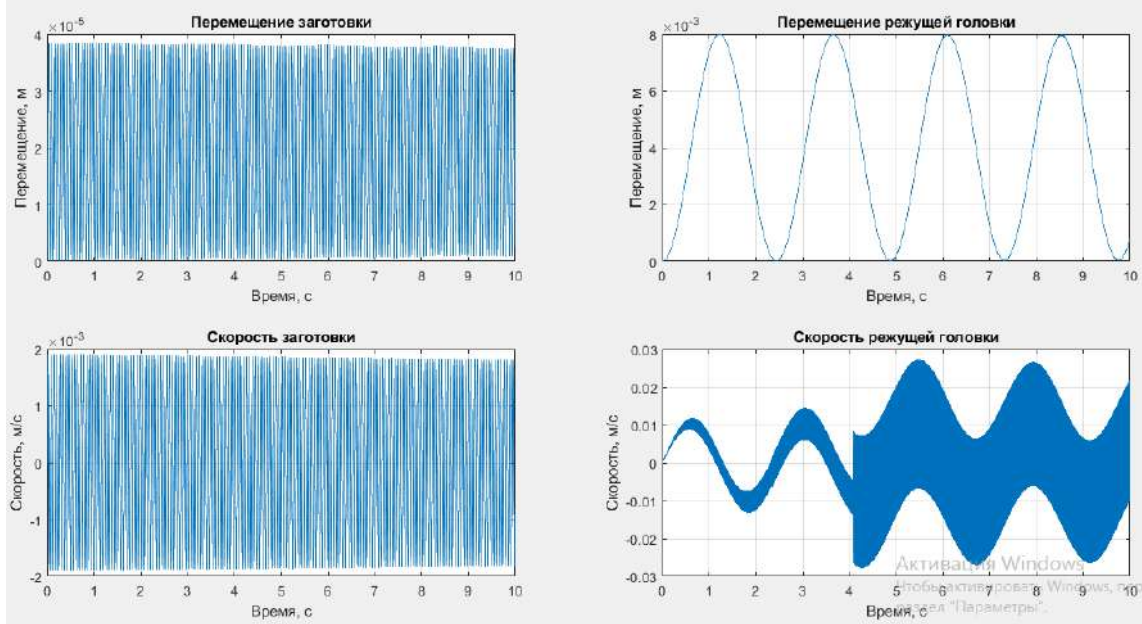 Перемещение заготовки
×10-5
4
3
2
1
0
Перемещение, м
0 1 2 3 4 5 6 7 8 9 10
Время, с
Перемещение режущей головки
×10-3
8
6
4
2
0
Перемещение, м
0 1 2 3 4 5 6 7 8 9 10
Время, с
Скорость заготовки
×10-3
2
1
0
-1
-2
Скорость, м/с
0 1 2 3 4 5 6 7 8 9 10
Время, с
Скорость режущей головки
0.03
0.02
0.01
0
-0.01
-0.02
-0.03
Скорость, м/с
0 1 2 3 4 5 6 7 8 9 10
Время, с
Активация Windows
Чтобы активировать Windows, пер
раздел "Параметры".